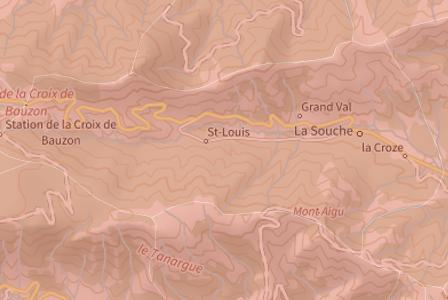 de la Croix de
Bauzon
Station de la Croix de
Bauzon
St-Louis
Grand Val
La Souche
la Croze
Mont Aigu
le Tanargue